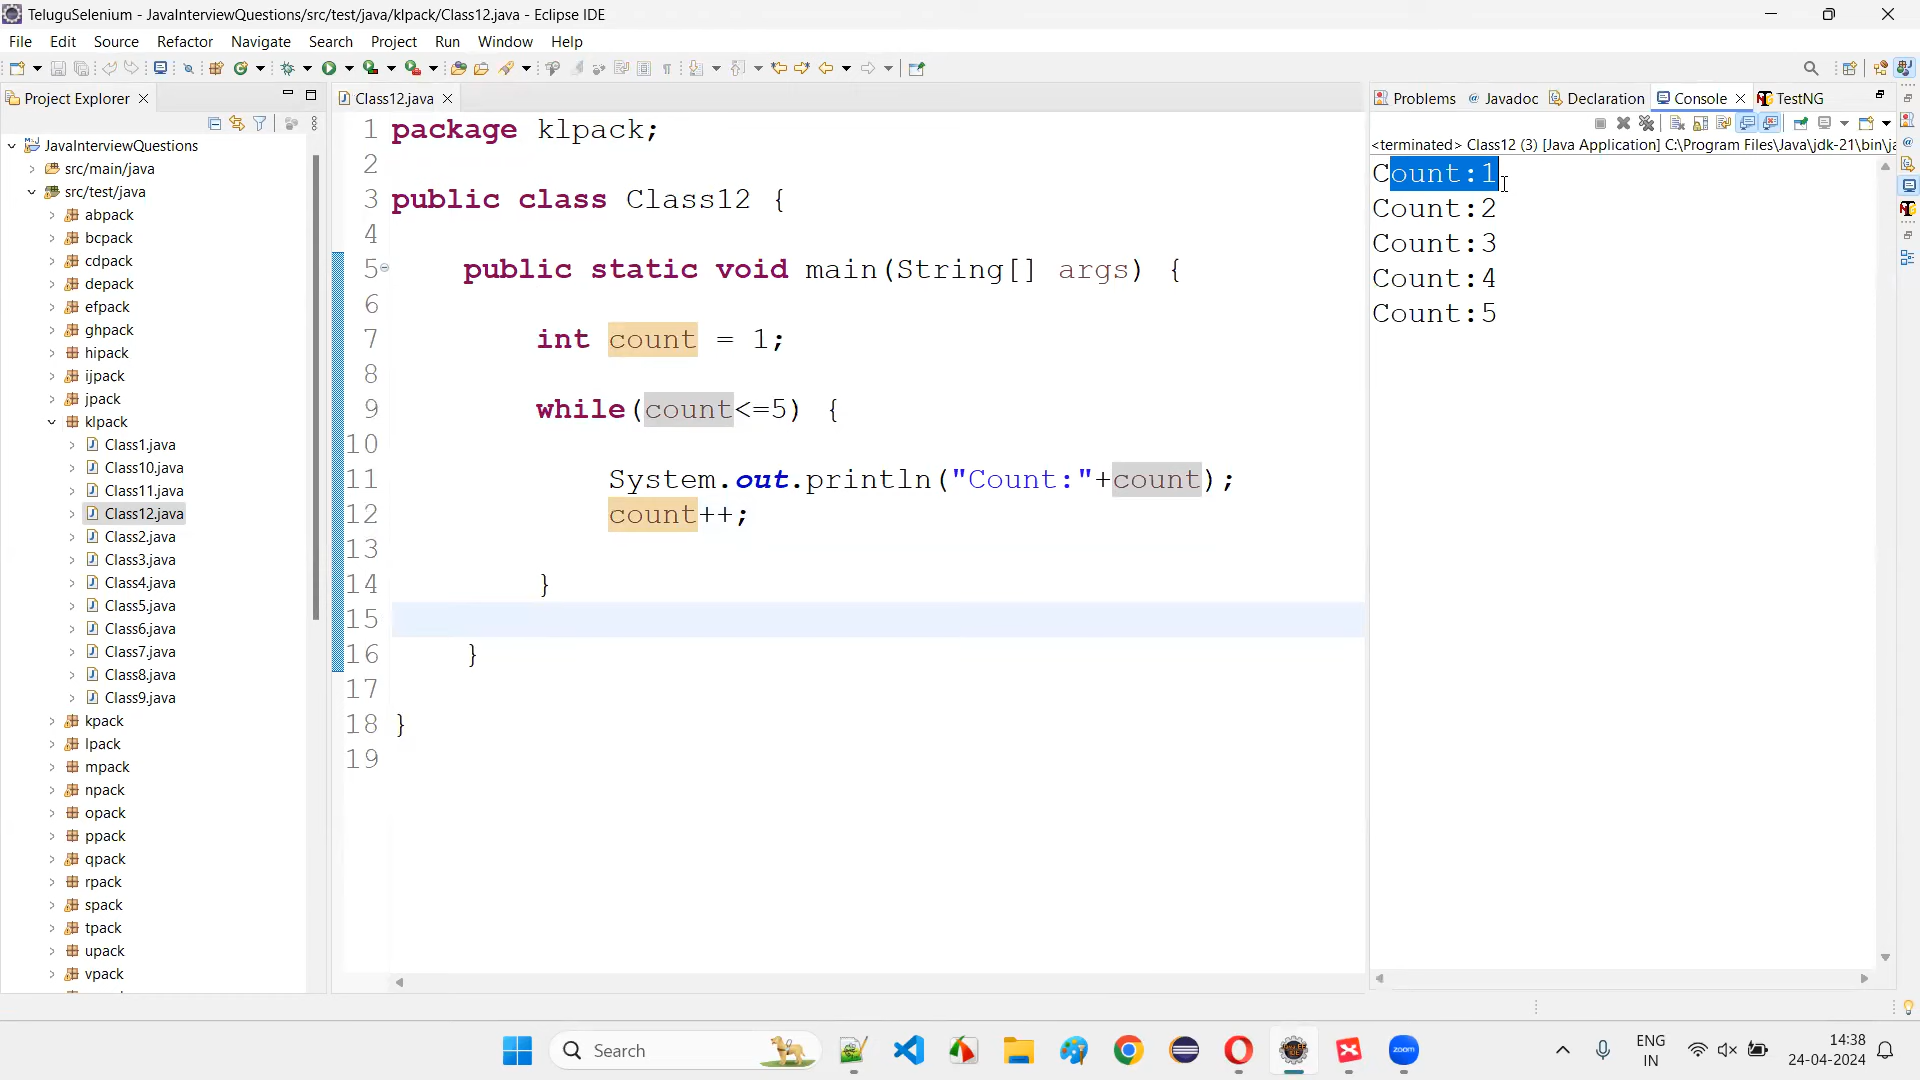 TeluguSelenium - JavaInterviewQuestions/src/test/java/klpack/Class12.java - Eclipse IDE
File Edit Source Refactor Navigate Search Project Run Window Help
Project Explorer
JavaInterviewQuestions
src/main/java
src/test/java
abpack
bcpack
cdpack
depack
efpack
ghpack
hipack
ijpack
jpack
klpack
Class1.java
Class10.java
Class11.java
Class12.java
Class2.java
Class3.java
Class4.java
Class5.java
Class6.java
Class7.java
Class8.java
Class9.java
kpack
lpack
mpack
npack
opack
ppack
qpack
rpack
spack
tpack
upack
vpack
Class12.java
1 package klpack;
2
3 public class Class12 {
4
5 public static void main(String[] args) {
6
7 int count = 1;
8
9 while(count<=5) {
10
11 System.out.println("Count:"+count);
12 count++;
13
14 }
15
16 }
17
18 }
19
Problems @ Javadoc Declaration Console TestNG
<terminated> Class12 (3) [Java Application] C:\Program Files\Java\jdk-21\bin\ja
Count:1
Count:2
Count:3
Count:4
Count:5
Search
zoom
ENG
IN
14:38
24-04-2024